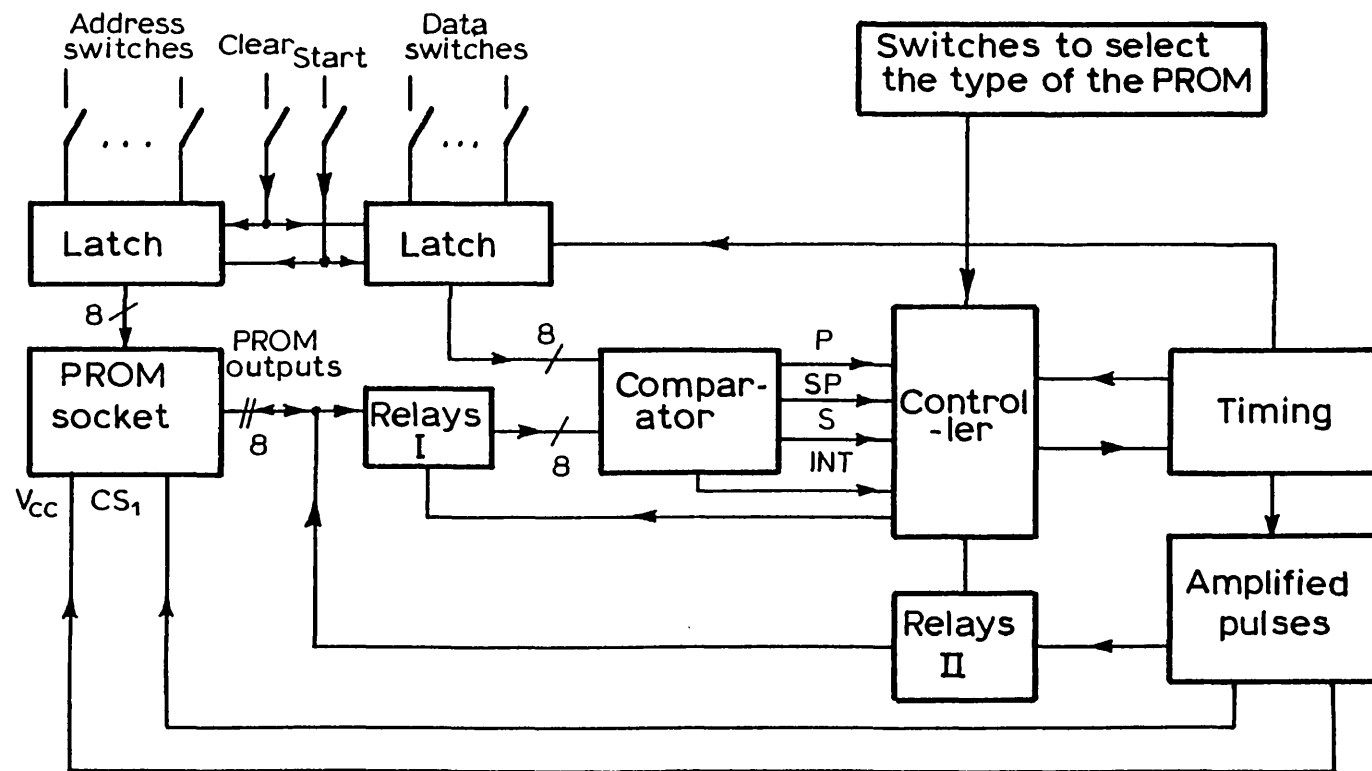 Address
switches
Clear
Start
Data
switches
Switches to select
the type of the PROM
Latch
Latch
8
PROM
socket
PROM
outputs
8
Relays
I
8
8
Compar-
ator
P
SP
S
INT
Control
-ler
Timing
VCC
CS1
Relays
II
Amplified
pulses